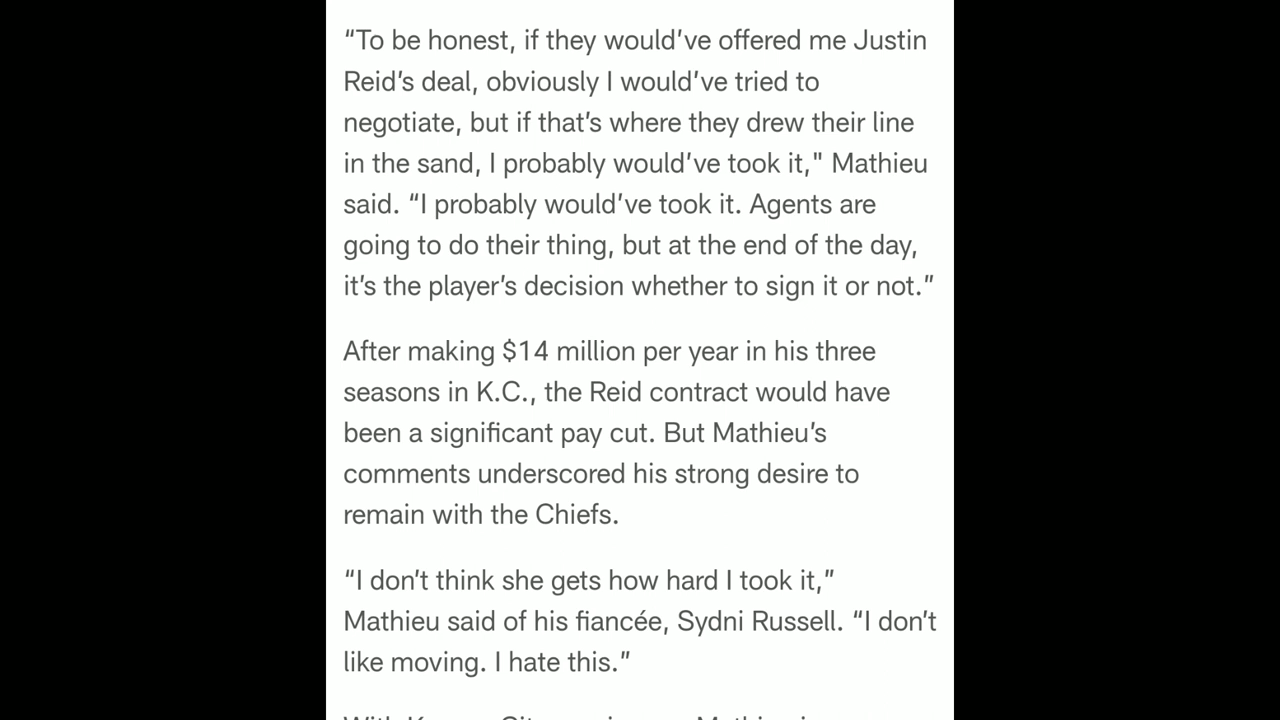 “To be honest, if they would’ve offered me Justin
Reid’s deal, obviously I would’ve tried to
negotiate, but if that’s where they drew their line
in the sand, I probably would’ve took it," Mathieu
said. “I probably would’ve took it. Agents are
going to do their thing, but at the end of the day,
it’s the player’s decision whether to sign it or not.”
After making $14 million per year in his three
seasons in K.C., the Reid contract would have
been a significant pay cut. But Mathieu’s
comments underscored his strong desire to
remain with the Chiefs.
“I don’t think she gets how hard I took it,”
Mathieu said of his fiancée, Sydni Russell. “I don’t
like moving. I hate this.”